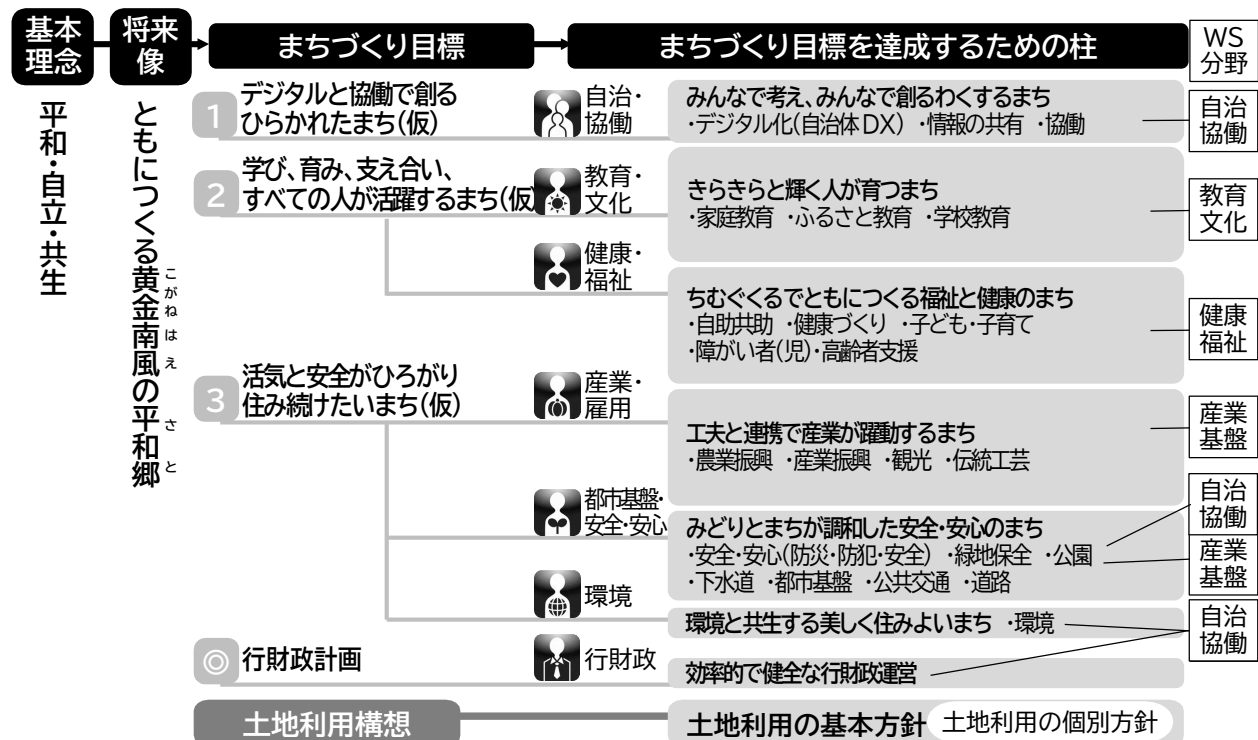 基本
理念
将来
像
まちづくり目標
まちづくり目標を達成するための柱
WS
分野
平和・自立・共生
ともにつくる黄金南風の平和郷
こがねはえ
さと
1
デジタルと協働で創る
ひらかれたまち(仮)
自治・
協働
みんなで考え、みんなで創るわくするまち
・デジタル化(自治体DX) ・情報の共有 ・協働
自治
協働
2
学び、育み、支え合い、
すべての人が活躍するまち(仮)
教育・
文化
きらきらと輝く人が育つまち
・家庭教育 ・ふるさと教育 ・学校教育
教育
文化
健康・
福祉
ちむぐくるでともにつくる福祉と健康のまち
・自助共助 ・健康づくり ・子ども・子育て
・障がい者(児)・高齢者支援
健康
福祉
3
活気と安全がひろがり
住み続けたいまち(仮)
産業・
雇用
工夫と連携で産業が躍動するまち
・農業振興 ・産業振興 ・観光 ・伝統工芸
産業
基盤
都市基盤・
安全・安心
みどりとまちが調和した安全・安心のまち
・安全・安心(防災・防犯・安全) ・緑地保全 ・公園
・下水道 ・都市基盤 ・公共交通 ・道路
自治
協働
産業
基盤
環境
環境と共生する美しく住みよいまち ・環境
自治
協働
◎
行財政計画
行財政
効率的で健全な行財政運営
土地利用構想
土地利用の基本方針
土地利用の個別方針